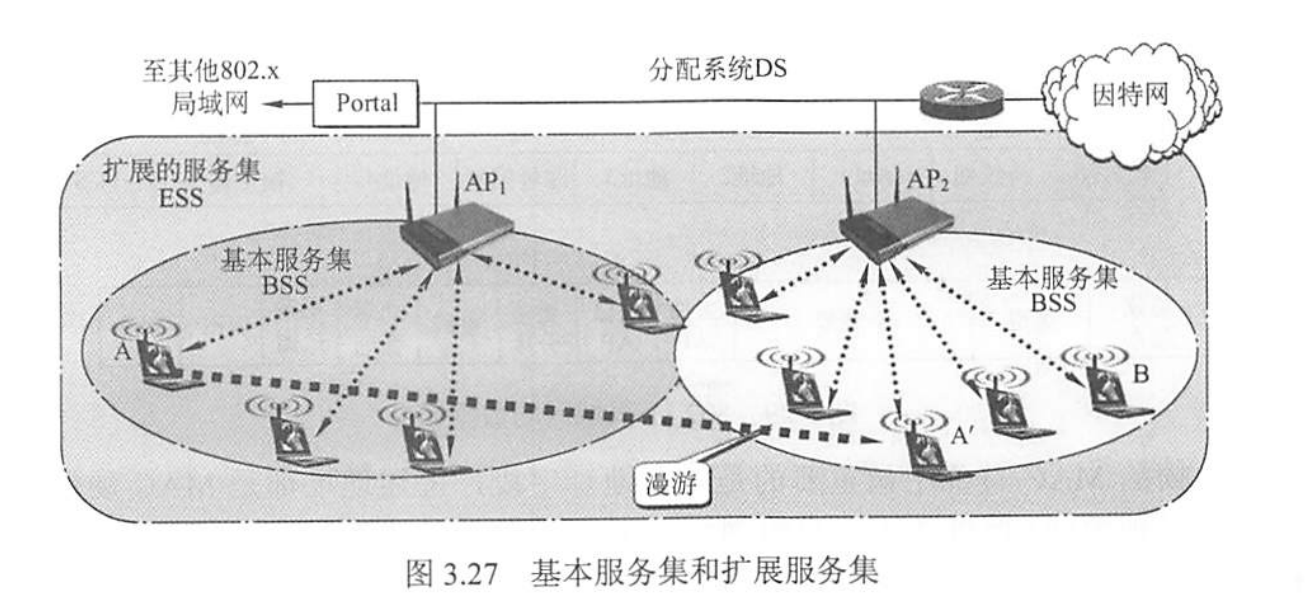 至其他802.x
局域网
Portal
分配系统DS
因特网
扩展的服务集
ESS
AP₁
AP₂
基本服务集
BSS
基本服务集
BSS
A
B
A′
漫游
图 3.27 基本服务集和扩展服务集